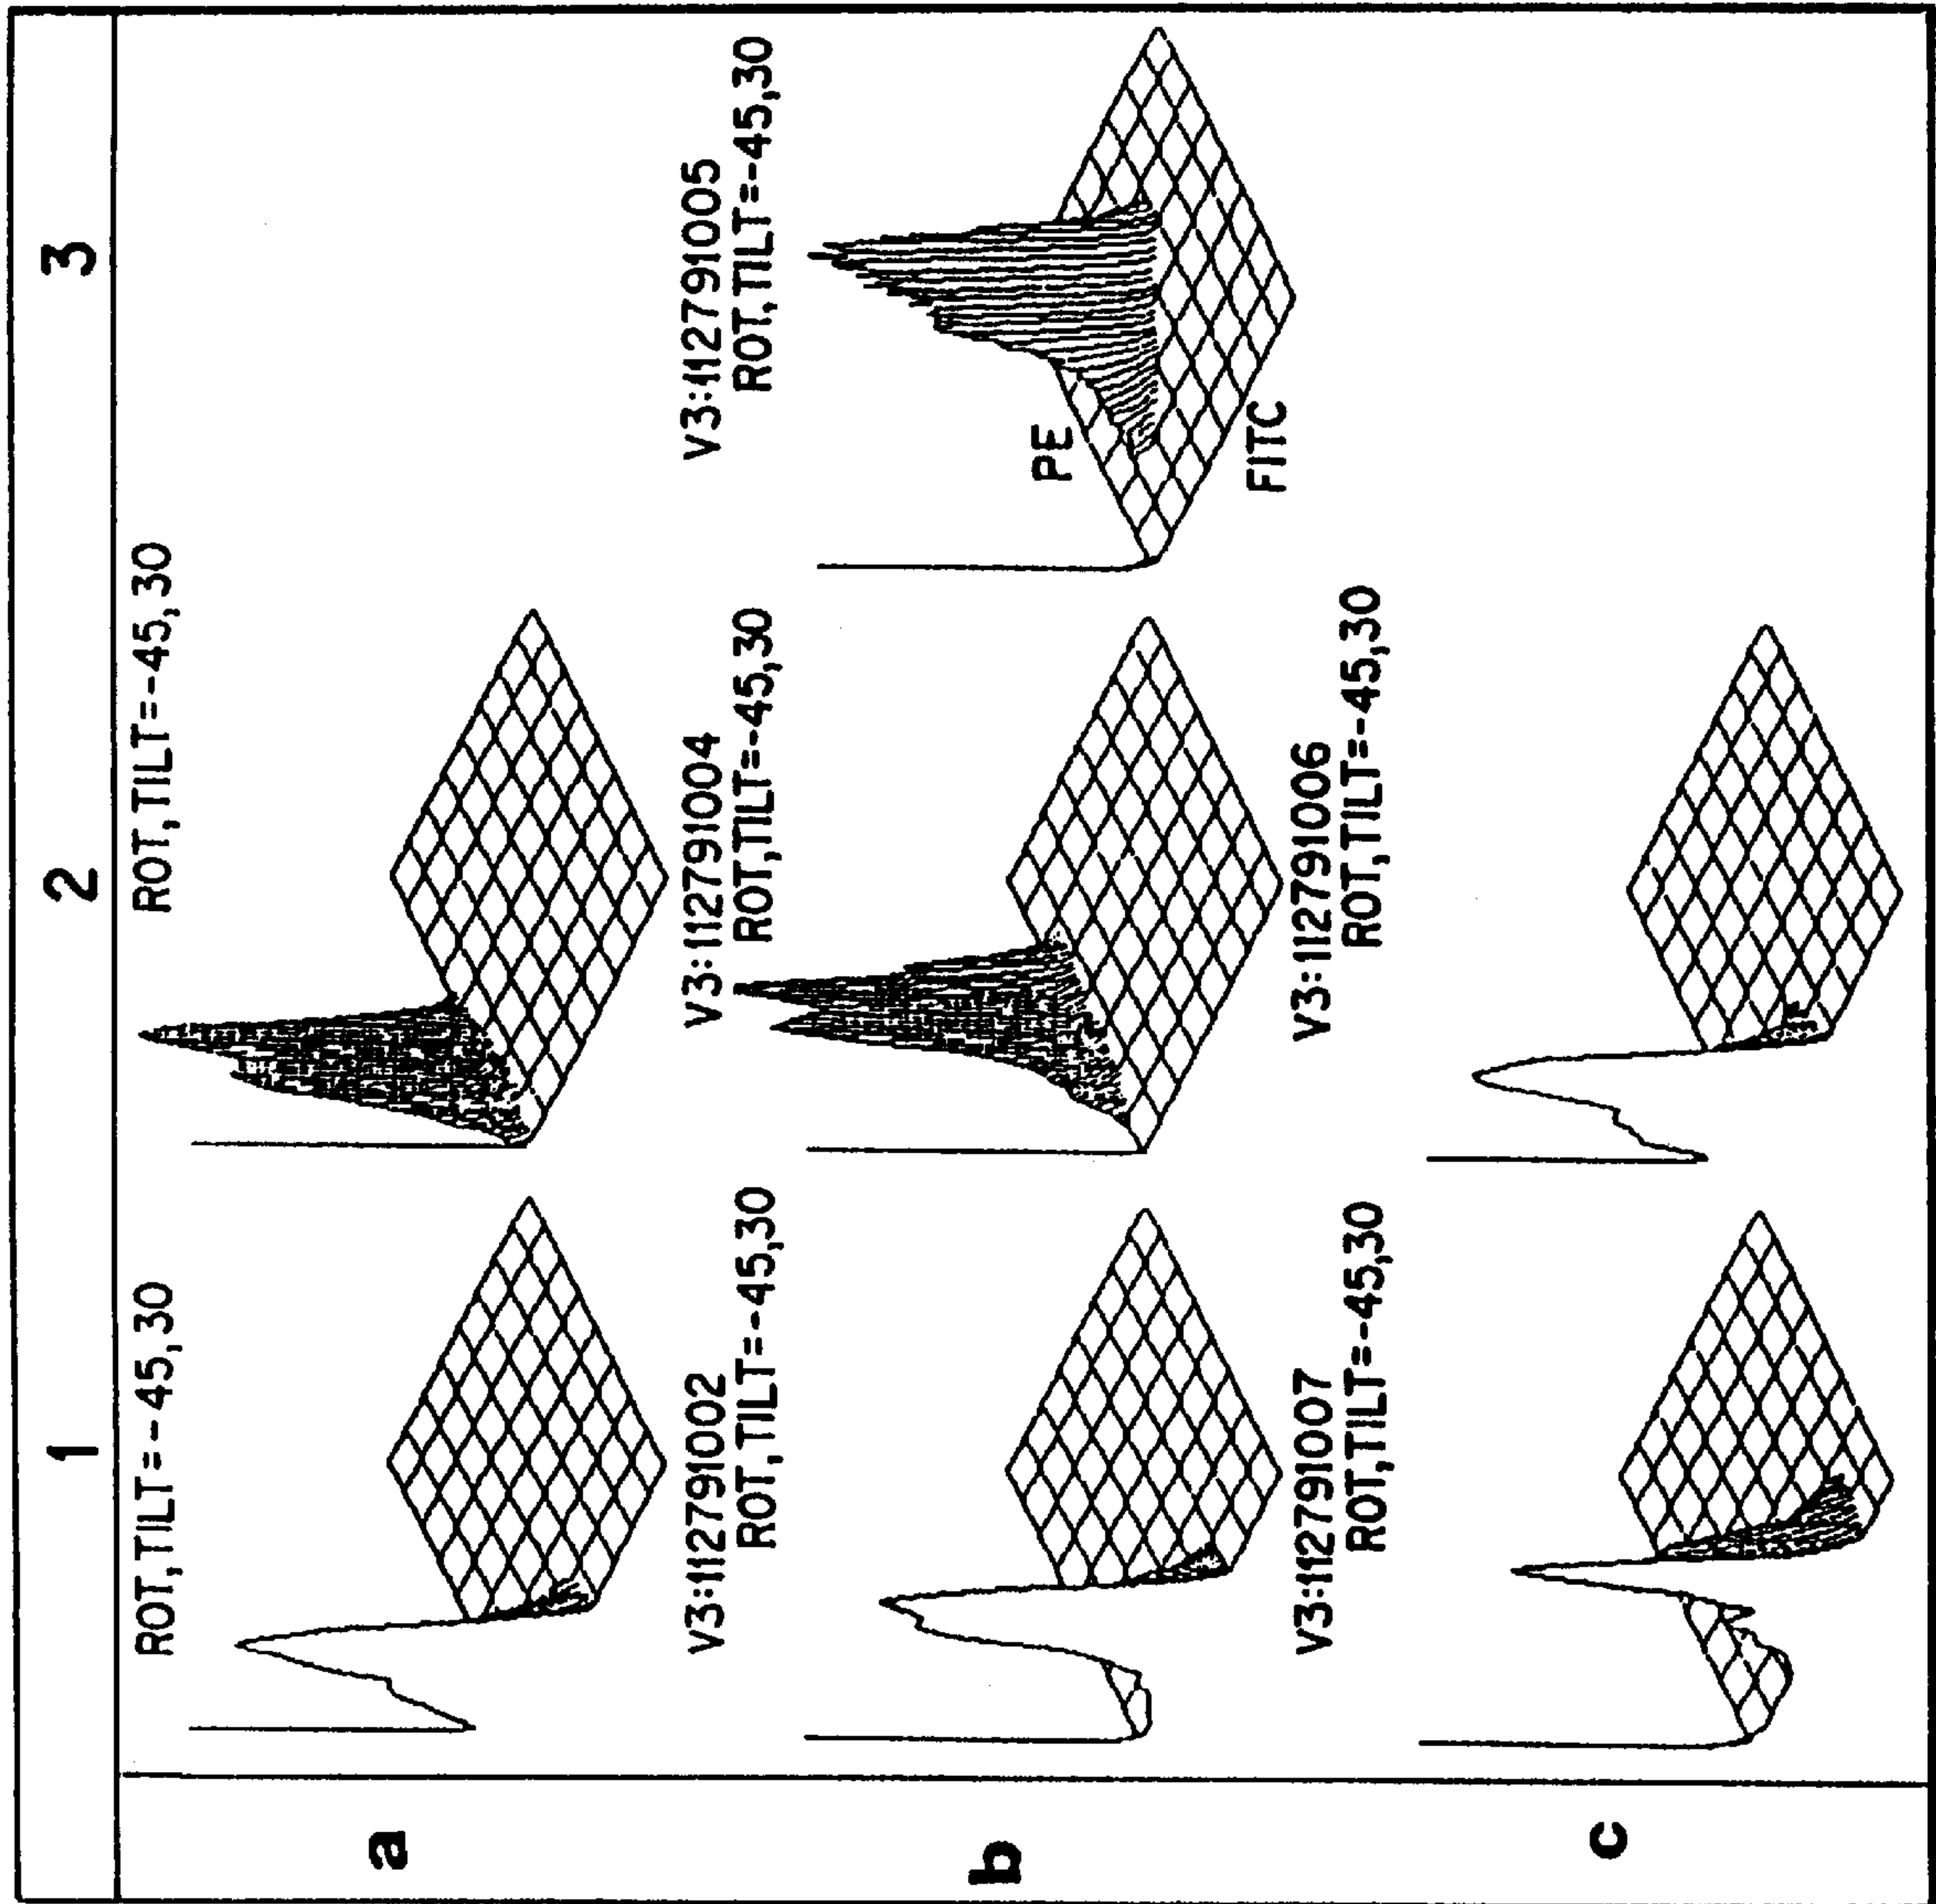 1
2
3
a
ROT,TILT=-45,30
ROT,TILT=-45,30
b
V3:112791002
ROT,TILT=-45,30
V3:112791004
ROT,TILT=-45,30
V3:112791005
ROT,TILT=-45,30
PE
FITC
c
V3:112791007
ROT,TILT=-45,30
V3:112791006
ROT,TILT=-45,30